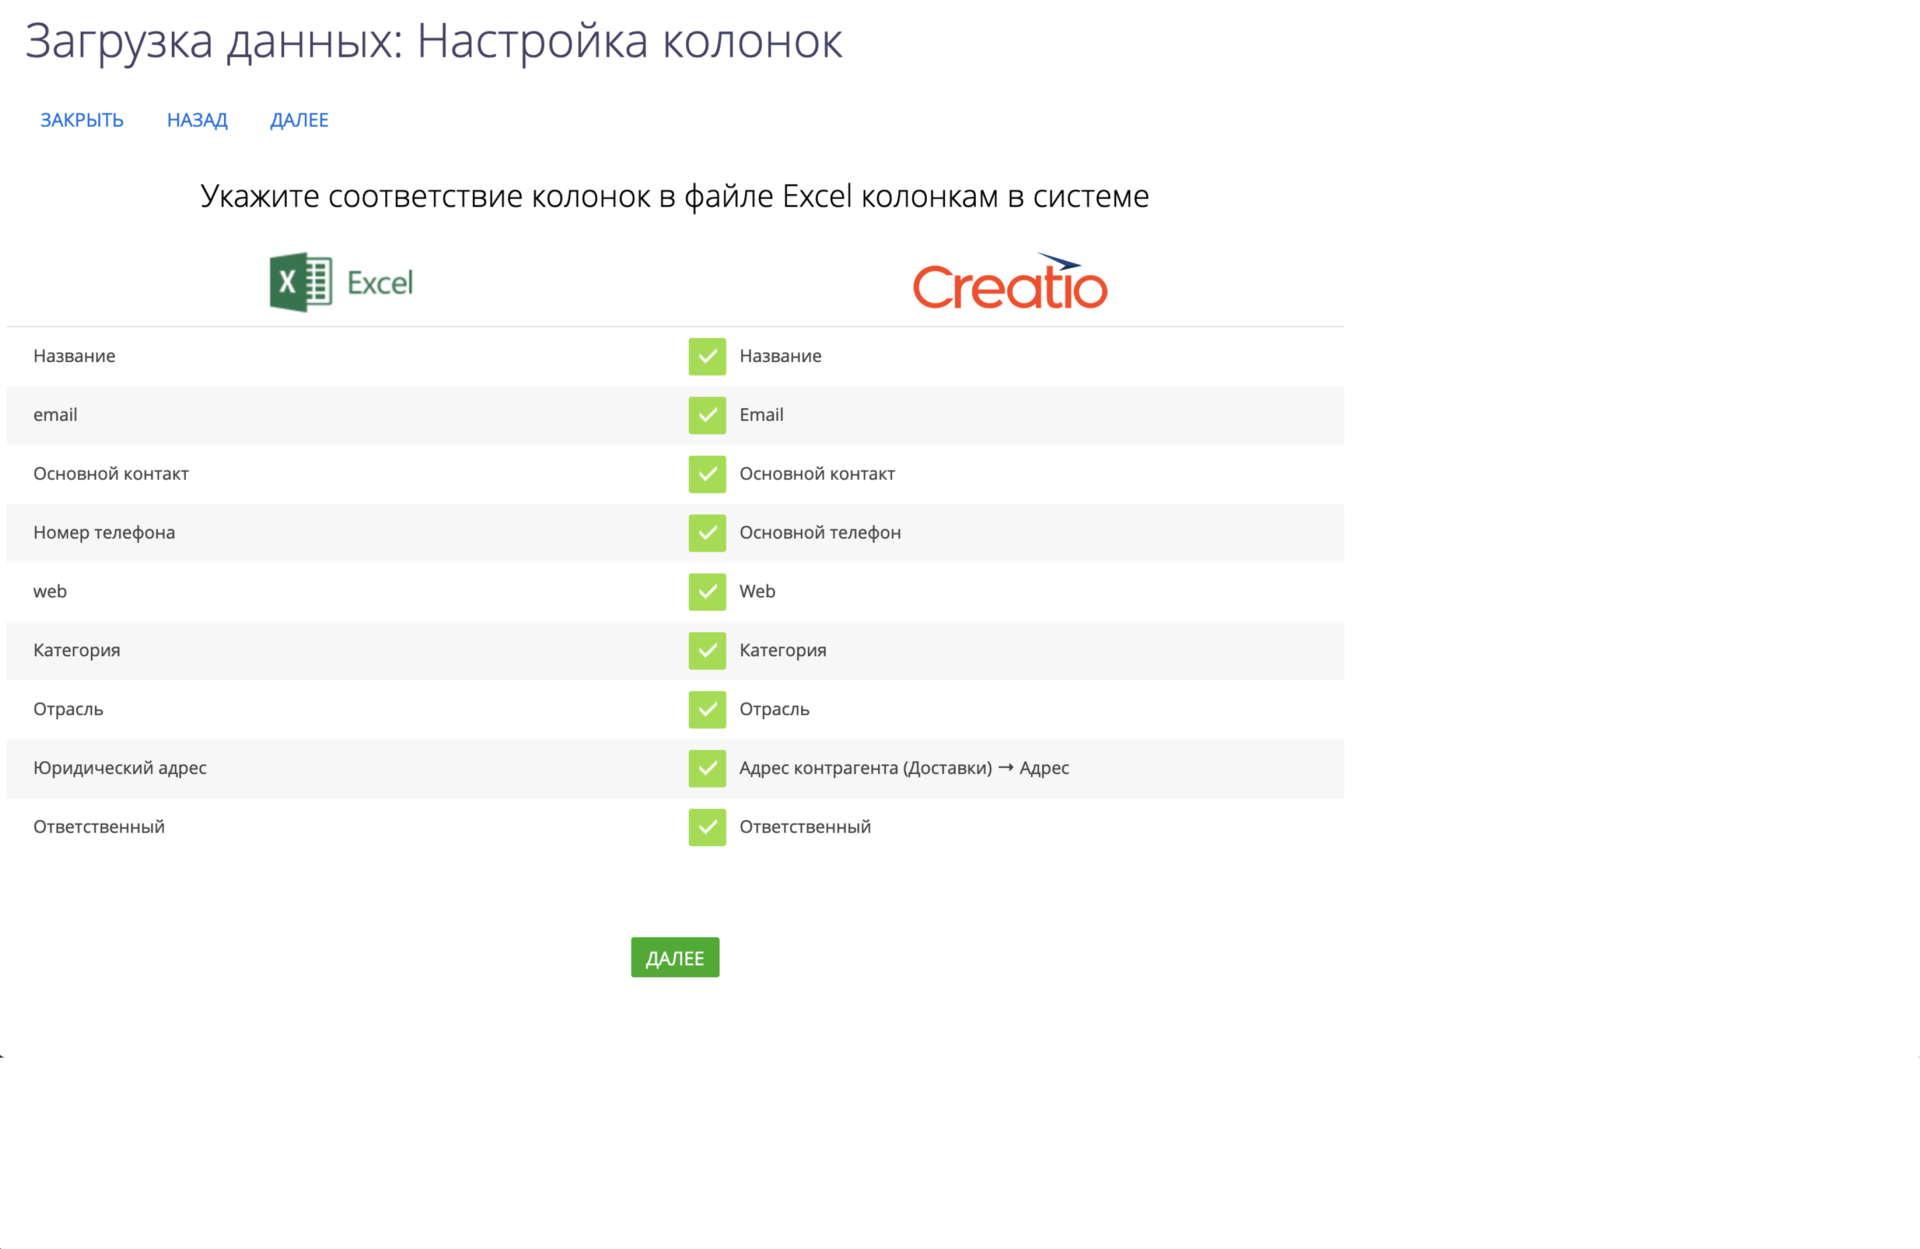 Загрузка данных: Настройка колонок
ЗАКРЫТЬ НАЗАД ДАЛЕЕ
Укажите соответствие колонок в файле Excel колонкам в системе
X Excel Creatio
Название Название
email Email
Основной контакт Основной контакт
Номер телефона Основной телефон
web Web
Категория Категория
Отрасль Отрасль
Юридический адрес Адрес контрагента (Доставки) → Адрес
Ответственный Ответственный
ДАЛЕЕ